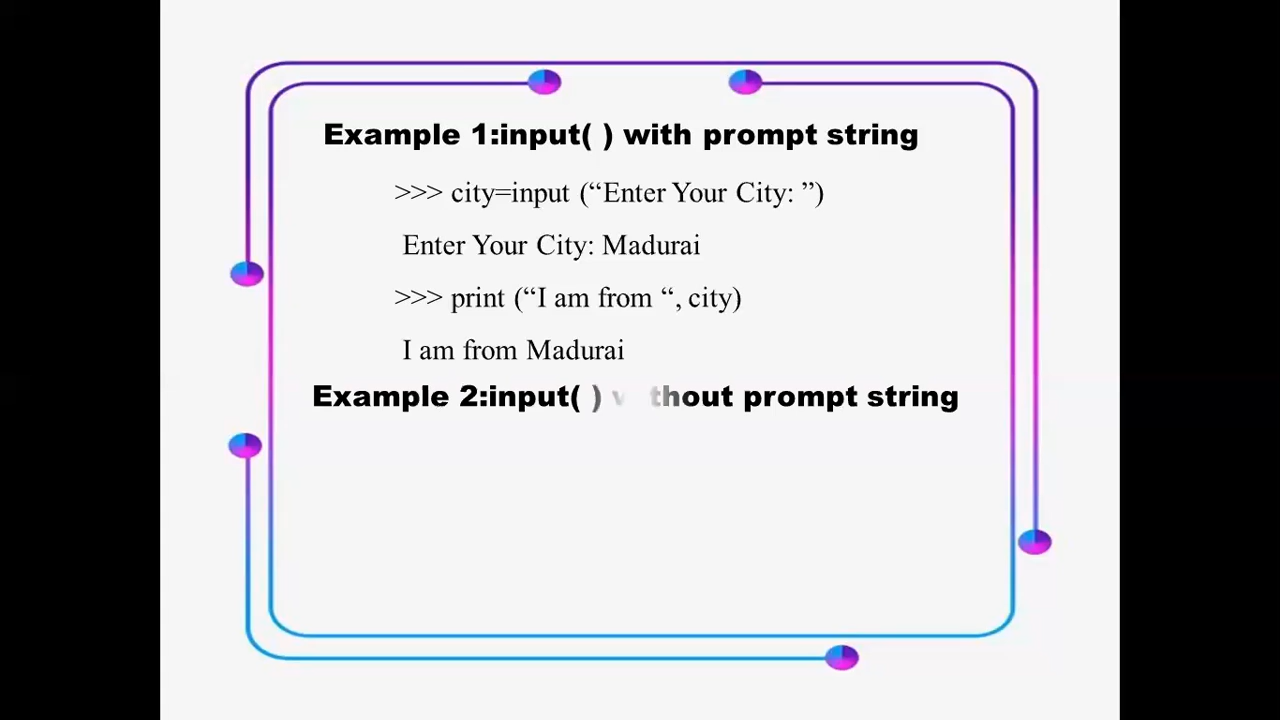 Example 1:input( ) with prompt string
>>> city=input (“Enter Your City: ”)
Enter Your City: Madurai
>>> print (“I am from “, city)
I am from Madurai
Example 2:input( ) without prompt string